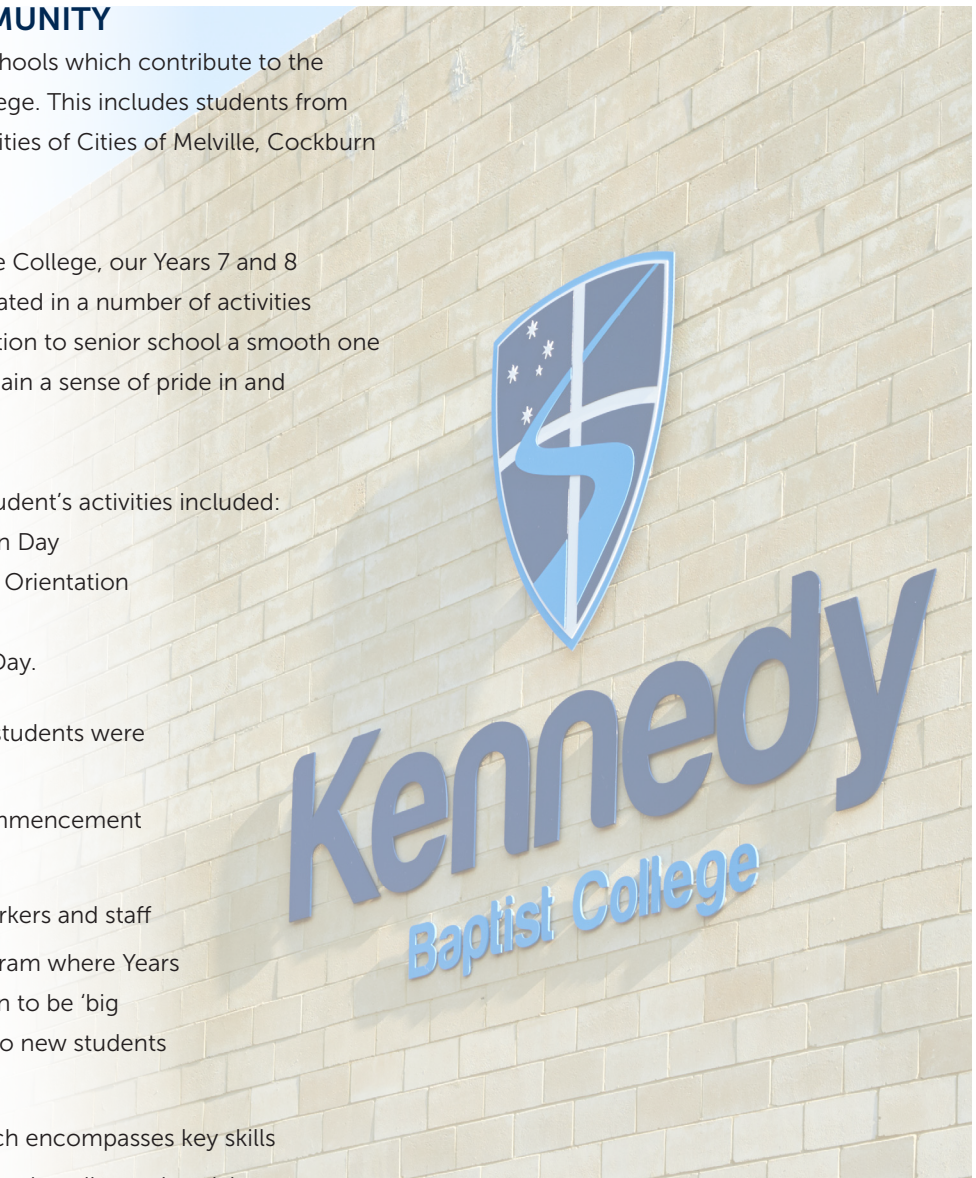 MUNITY
hools which contribute to the
ege. This includes students from
ities of Cities of Melville, Cockburn
e College, our Years 7 and 8
ated in a number of activities
tion to senior school a smooth one
ain a sense of pride in and
udent’s activities included:
n Day
Orientation
Day.
students were
mmencement
rkers and staff
ram where Years
n to be ‘big
o new students
ch encompasses key skills
Kennedy
Baptist College